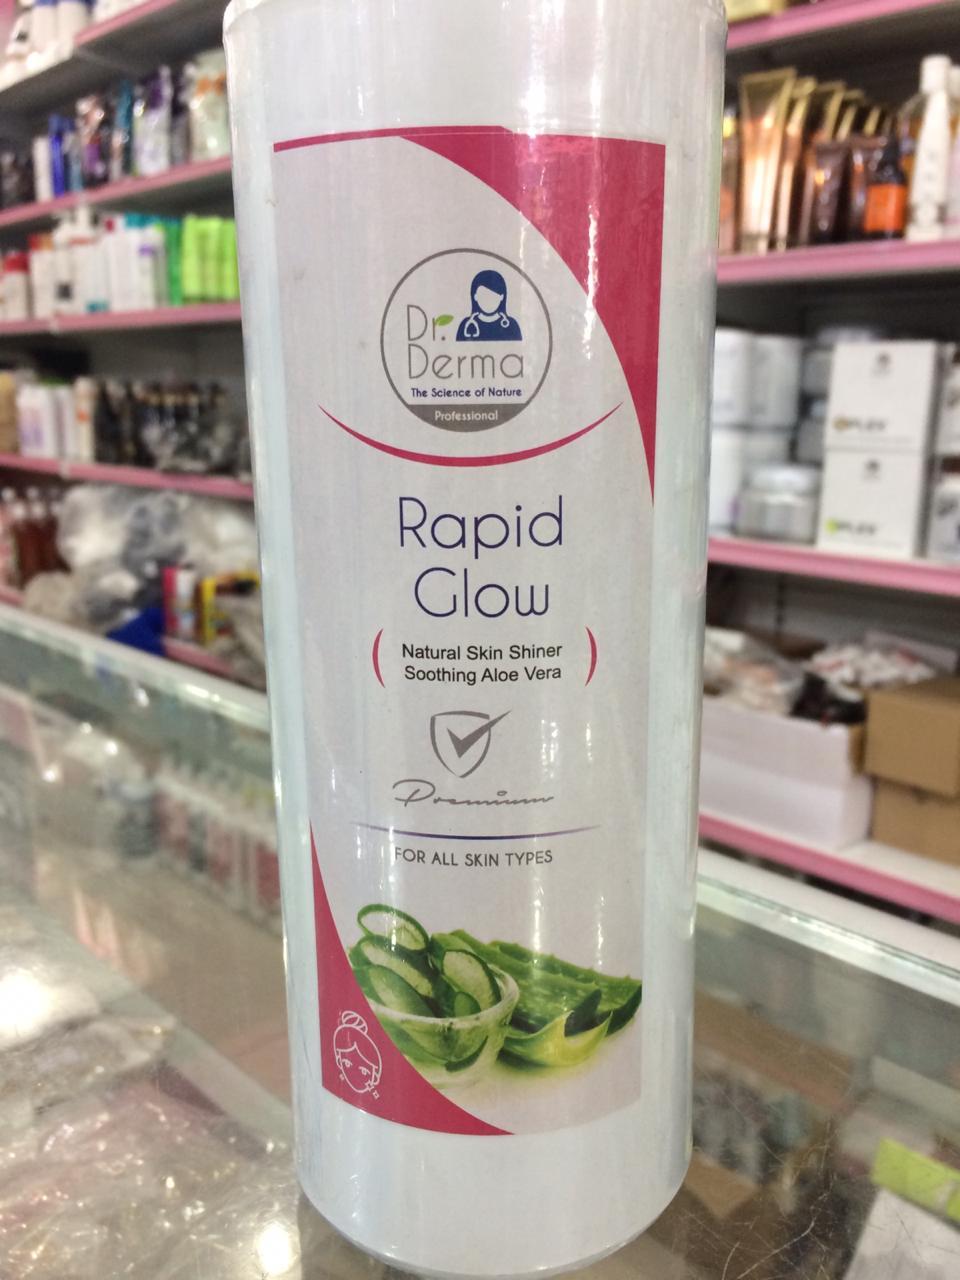 Dr.
Derma
The Science of Nature
Professional
Rapid
Glow
Natural Skin Shiner
Soothing Aloe Vera
Premium
FOR ALL SKIN TYPES